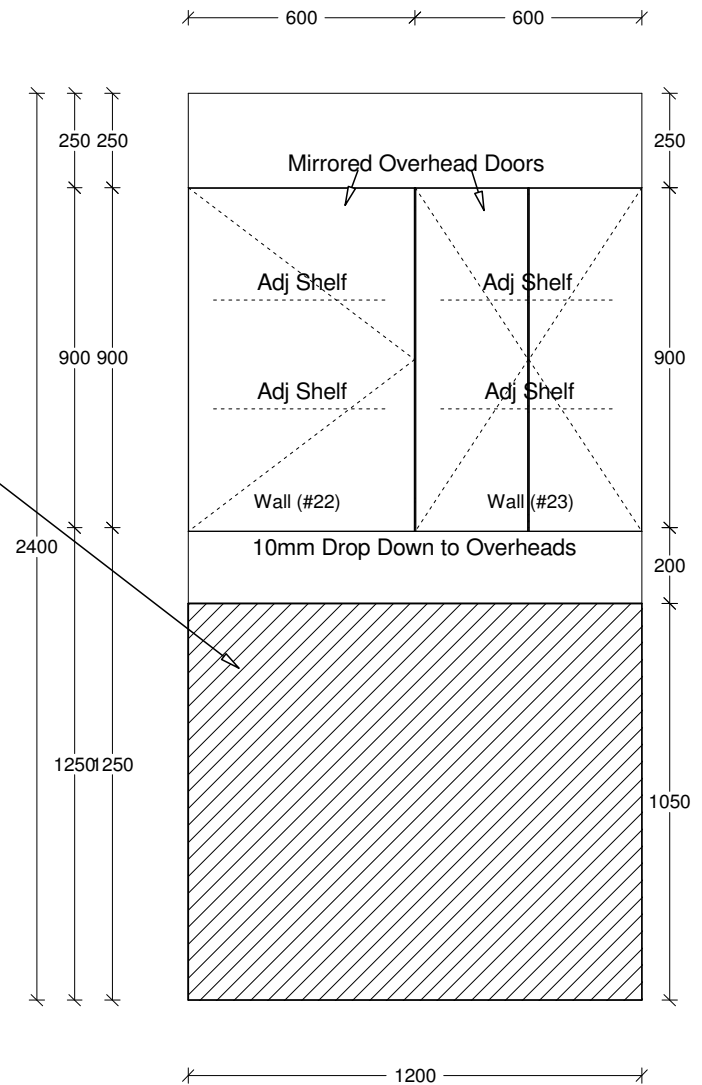 600 600
250 250 250
Mirrored Overhead Doors
Adj Shelf Adj Shelf
900 900 900
Adj Shelf Adj Shelf
Wall (#22) Wall (#23)
2400 10mm Drop Down to Overheads
200
1250 1250
1050
1200